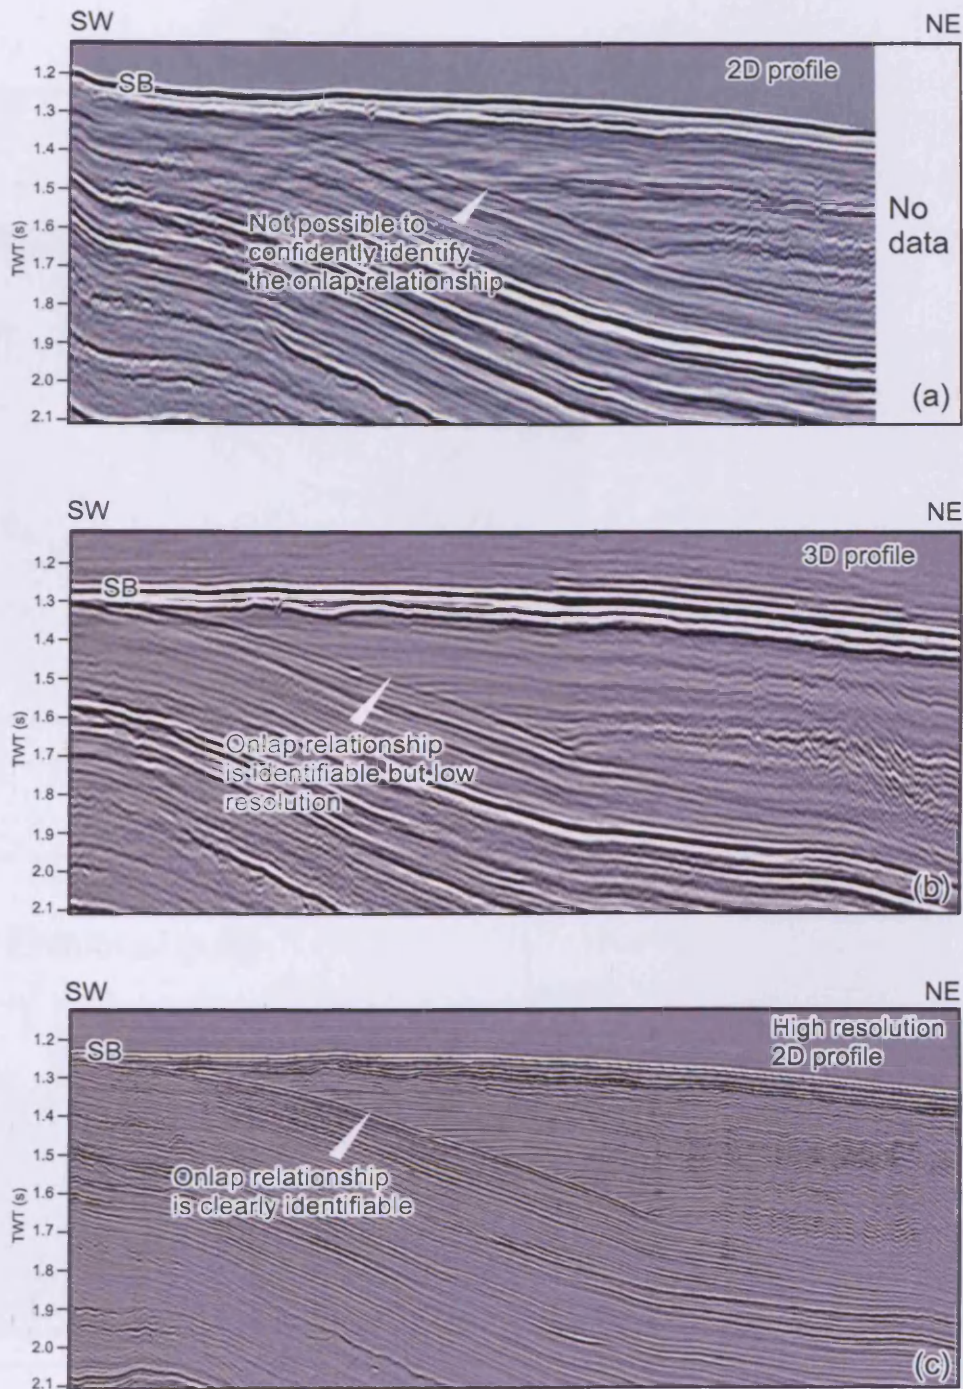 SW NE
2D profile
SB
1.2
1.3
1.4
1.5
1.6
1.7
1.8
1.9
2.0
2.1
TWT (s)
Not possible to
confidently identify
the onlap relationship
No
data
(a)
SW NE
3D profile
SB
1.2
1.3
1.4
1.5
1.6
1.7
1.8
1.9
2.0
2.1
TWT (s)
Onlap relationship
is identifiable but low
resolution
(b)
SW NE
High resolution
2D profile
SB
1.2
1.3
1.4
1.5
1.6
1.7
1.8
1.9
2.0
2.1
TWT (s)
Onlap relationship
is clearly identifiable
(c)